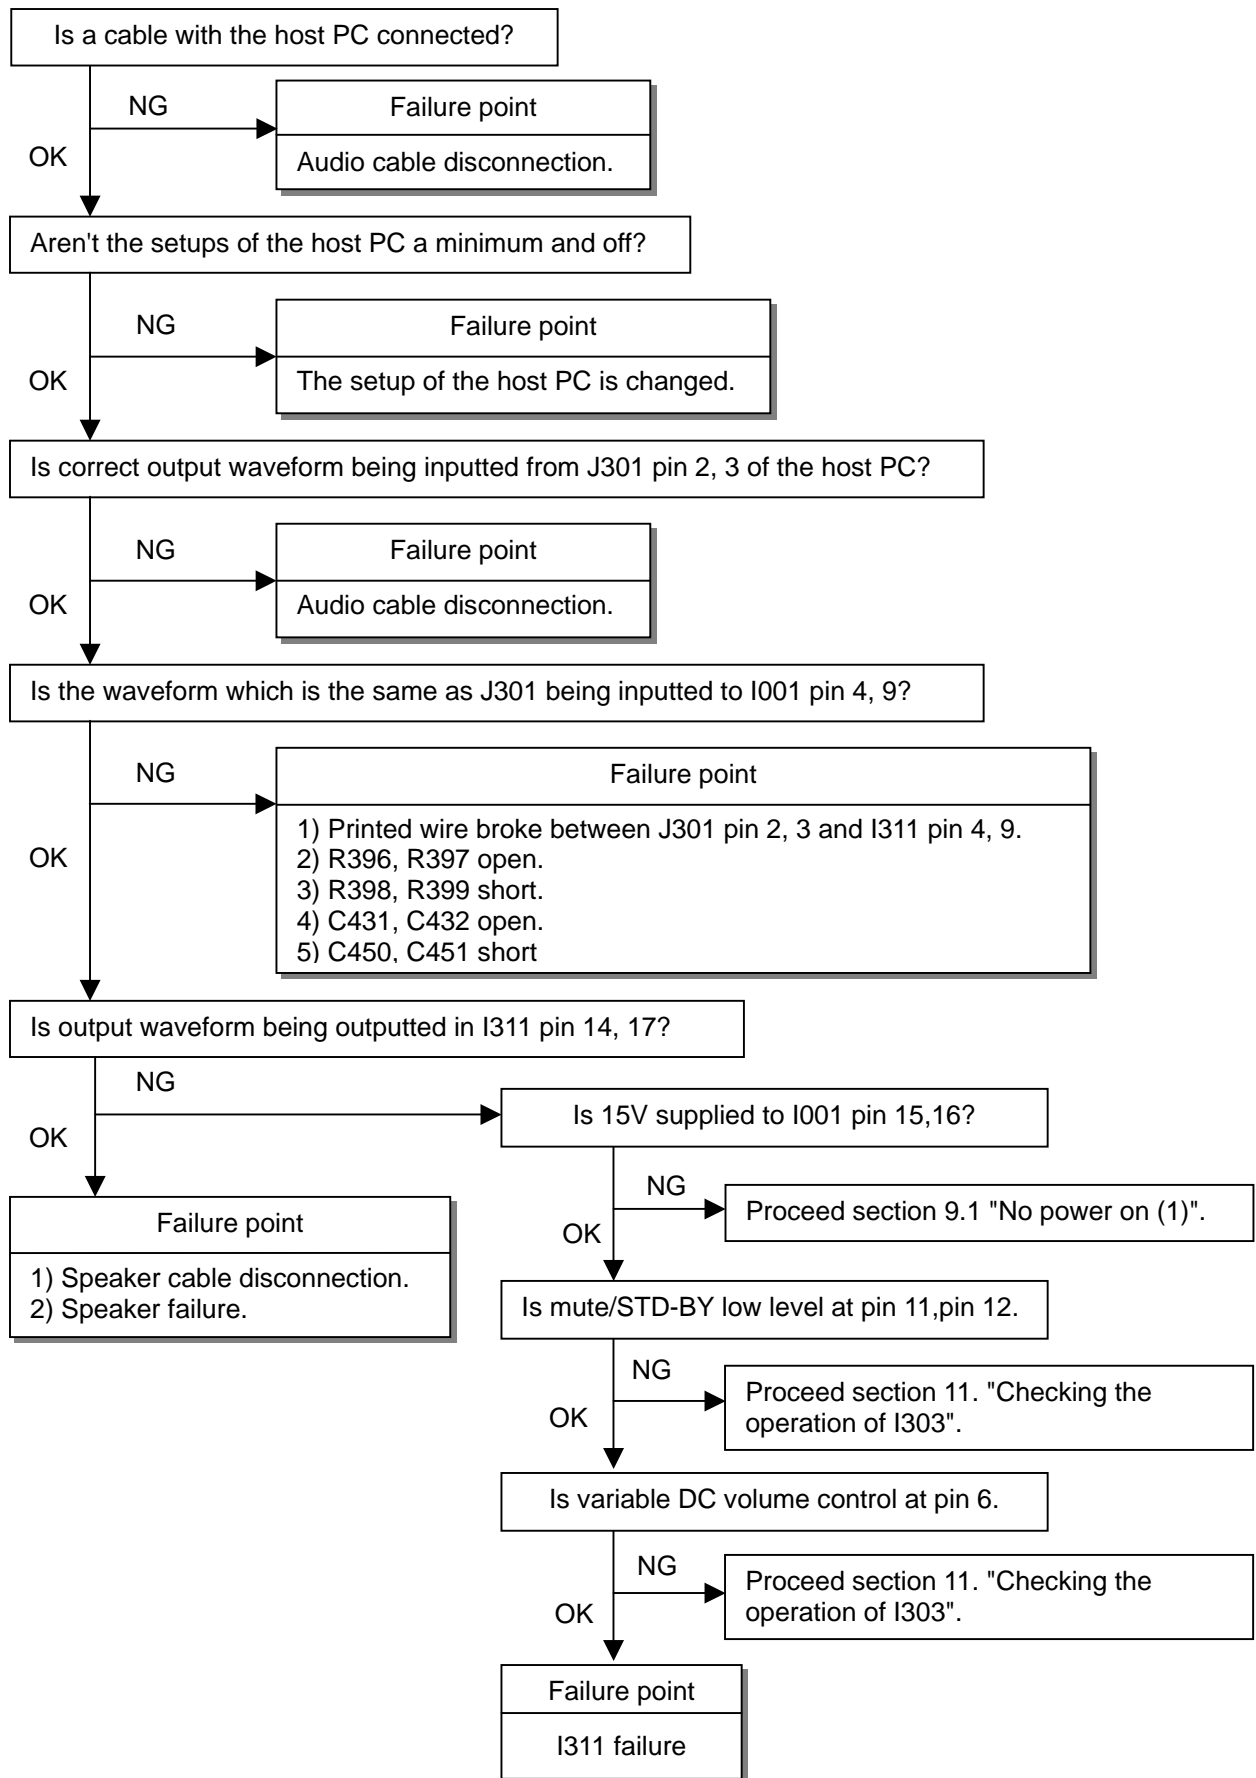 Is a cable with the host PC connected?
NG
Failure point
OK
Audio cable disconnection.
Aren't the setups of the host PC a minimum and off?
NG
Failure point
OK
The setup of the host PC is changed.
Is correct output waveform being inputted from J301 pin 2, 3 of the host PC?
NG
Failure point
OK
Audio cable disconnection.
Is the waveform which is the same as J301 being inputted to I001 pin 4, 9?
NG
Failure point
1) Printed wire broke between J301 pin 2, 3 and I311 pin 4, 9.
OK
2) R396, R397 open.
3) R398, R399 short.
4) C431, C432 open.
5) C450, C451 short
Is output waveform being outputted in I311 pin 14, 17?
NG
Is 15V supplied to I001 pin 15,16?
OK
NG
Proceed section 9.1 "No power on (1)".
Failure point
OK
1) Speaker cable disconnection.
2) Speaker failure.
Is mute/STD-BY low level at pin 11,pin 12.
NG
Proceed section 11. "Checking the
operation of I303".
OK
Is variable DC volume control at pin 6.
NG
Proceed section 11. "Checking the
operation of I303".
OK
Failure point
I311 failure